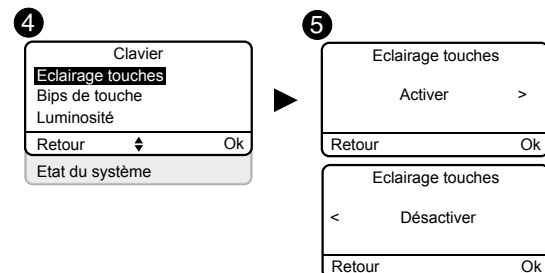 4
Clavier
Eclairage touches
Bips de touche
Luminosité
Retour Ok
Etat du système
5
Eclairage touches
Activer >
Retour Ok
Eclairage touches
< Désactiver
Retour Ok